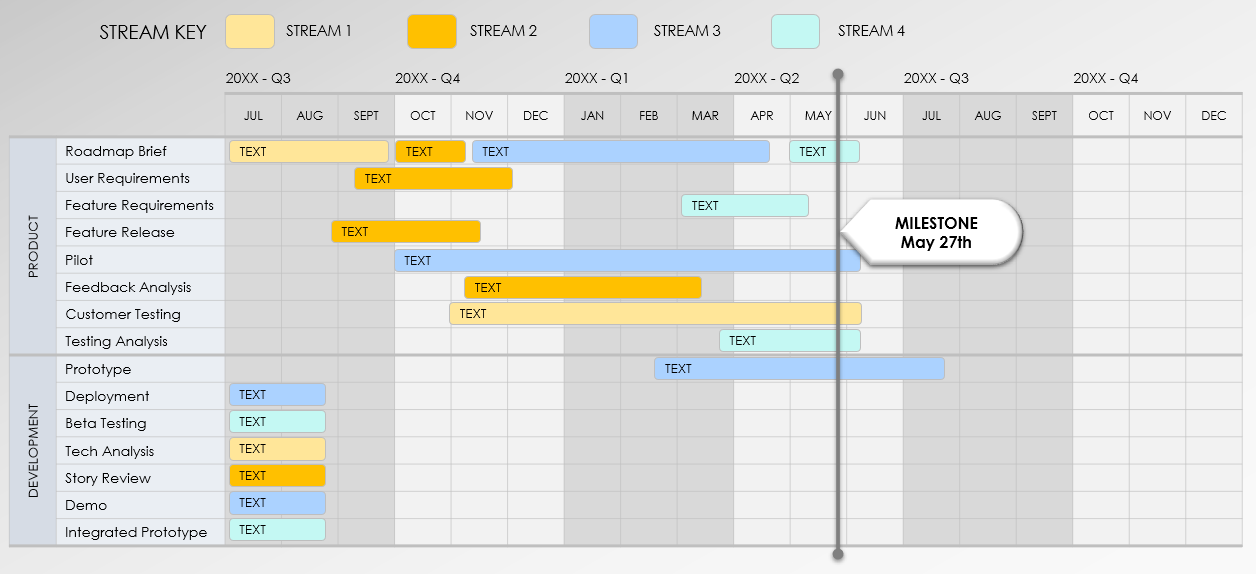 STREAM KEY STREAM 1 STREAM 2 STREAM 3 STREAM 4
20XX - Q3 20XX - Q4 20XX - Q1 20XX - Q2 20XX - Q3 20XX - Q4
JUL AUG SEPT OCT NOV DEC JAN FEB MAR APR MAY JUN JUL AUG SEPT OCT NOV DEC
PRODUCT
Roadmap Brief TEXT TEXT TEXT TEXT
User Requirements TEXT
Feature Requirements TEXT
Feature Release TEXT
MILESTONE
May 27th
Pilot TEXT
Feedback Analysis TEXT
Customer Testing TEXT
Testing Analysis TEXT
DEVELOPMENT
Prototype TEXT
Deployment TEXT
Beta Testing TEXT
Tech Analysis TEXT
Story Review TEXT
Demo TEXT
Integrated Prototype TEXT